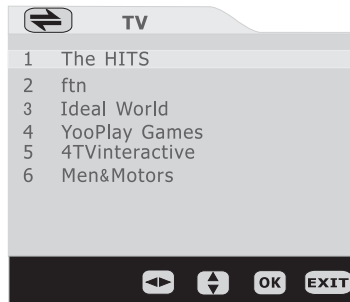 TV
1 The HITS
2 ftn
3 Ideal World
4 YooPlay Games
5 4TVinteractive
6 Men&Motors
OK EXIT